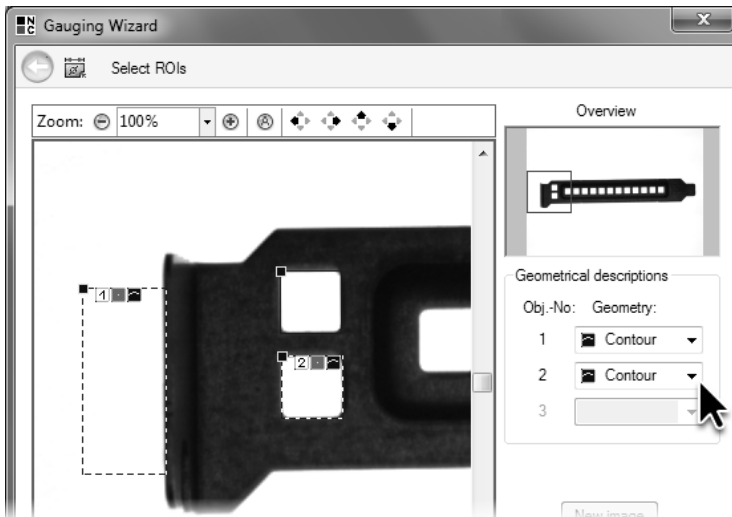 NC Gauging Wizard
Select ROIs
Zoom: 100%
Overview
1
2
Geometrical descriptions
Obj.-No: Geometry:
1 Contour
2 Contour
3
New image